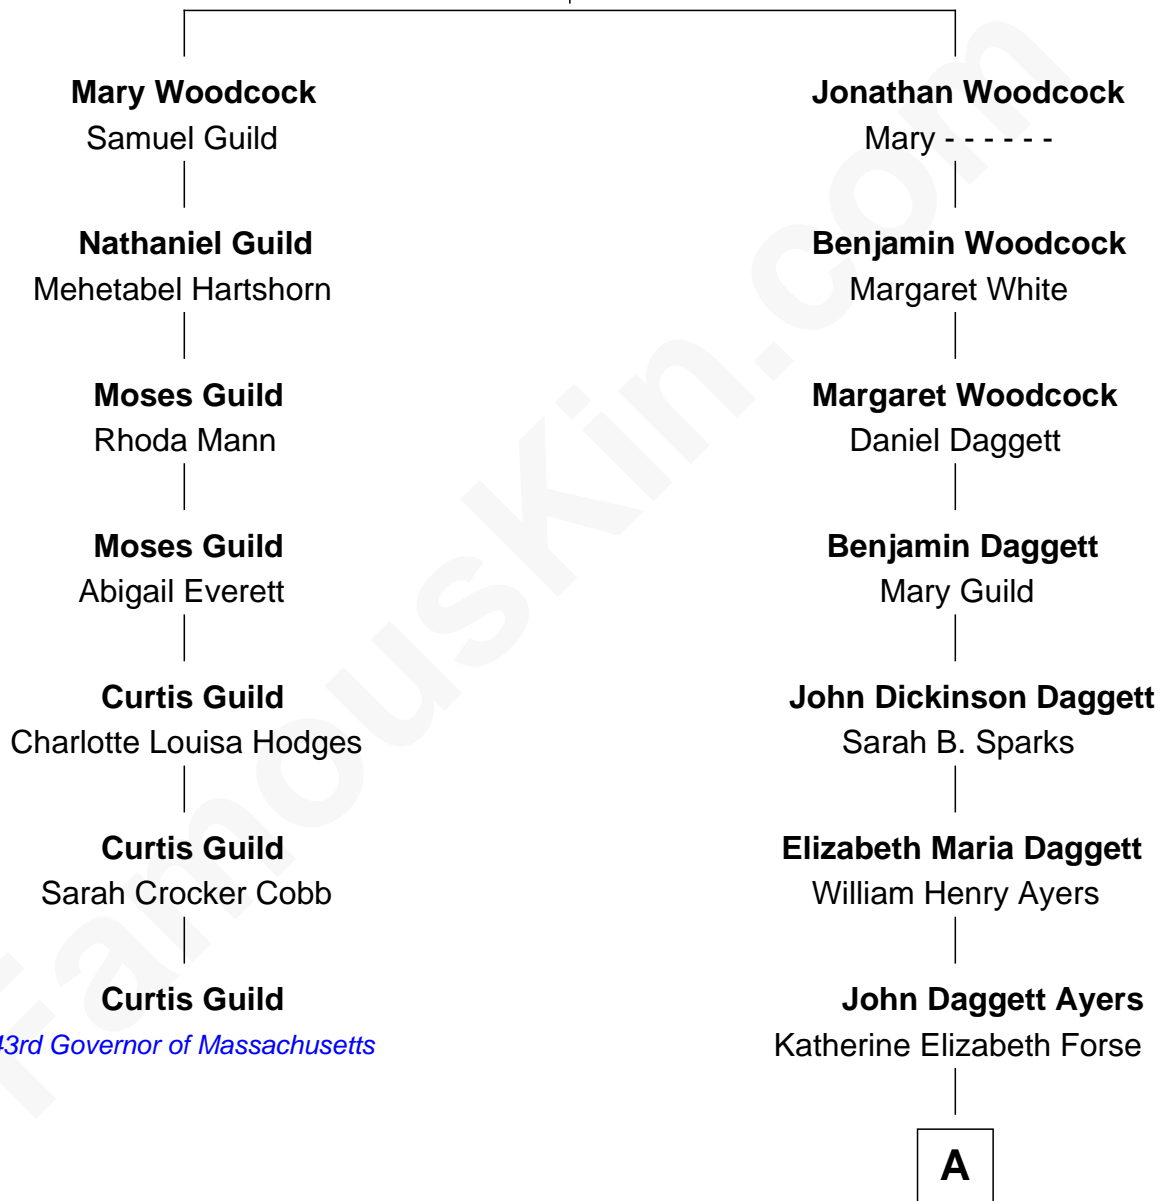 Mary Woodcock
Samuel Guild
Jonathan Woodcock
Mary - - - - - -
Nathaniel Guild
Mehetabel Hartshorn
Benjamin Woodcock
Margaret White
Moses Guild
Rhoda Mann
Margaret Woodcock
Daniel Daggett
Moses Guild
Abigail Everett
Benjamin Daggett
Mary Guild
Curtis Guild
Charlotte Louisa Hodges
John Dickinson Daggett
Sarah B. Sparks
Curtis Guild
Sarah Crocker Cobb
Elizabeth Maria Daggett
William Henry Ayers
Curtis Guild
43rd Governor of Massachusetts
John Daggett Ayers
Katherine Elizabeth Forse
A
FamousKin.com